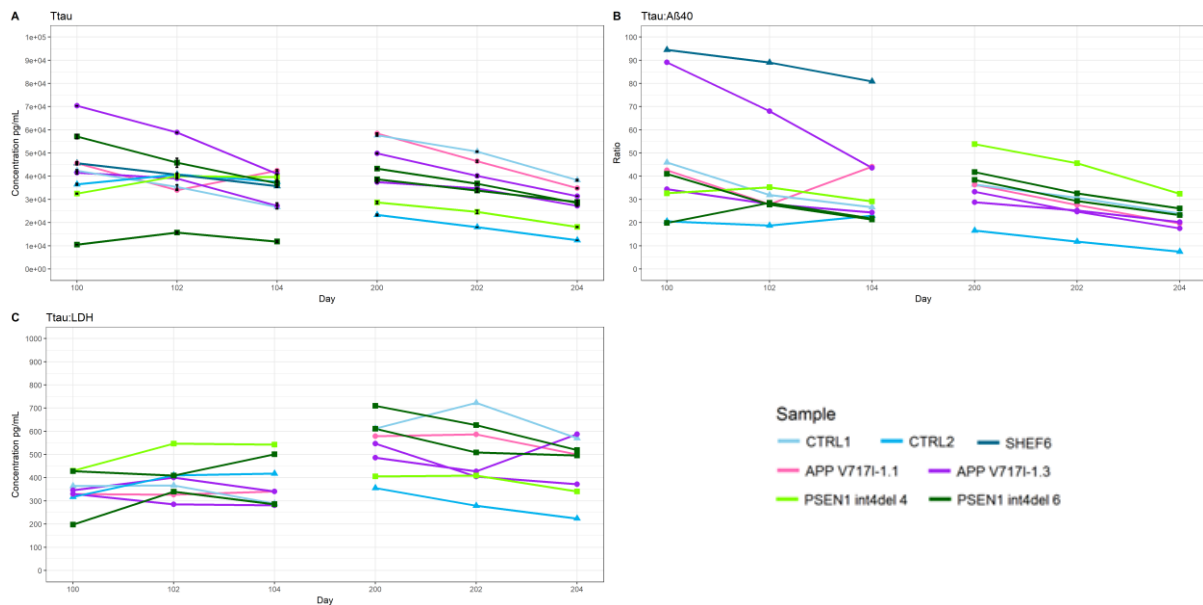 A Ttau
1e+05
9e+04
8e+04
7e+04
6e+04
5e+04
4e+04
3e+04
2e+04
1e+04
0e+00
Concentration pg/mL
100 102 104 200 202 204
Day
B Ttau:Aß40
100
90
80
70
60
50
40
30
20
10
0
Ratio
100 102 104 200 202 204
Day
C Ttau:LDH
1000
900
800
700
600
500
400
300
200
100
0
Concentration pg/mL
100 102 104 200 202 204
Day
Sample
CTRL1 CTRL2 SHEF6
APP V717I-1.1 APP V717I-1.3
PSEN1 int4del 4 PSEN1 int4del 6